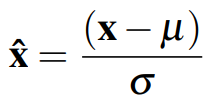 x̂ = (x − μ) / σ